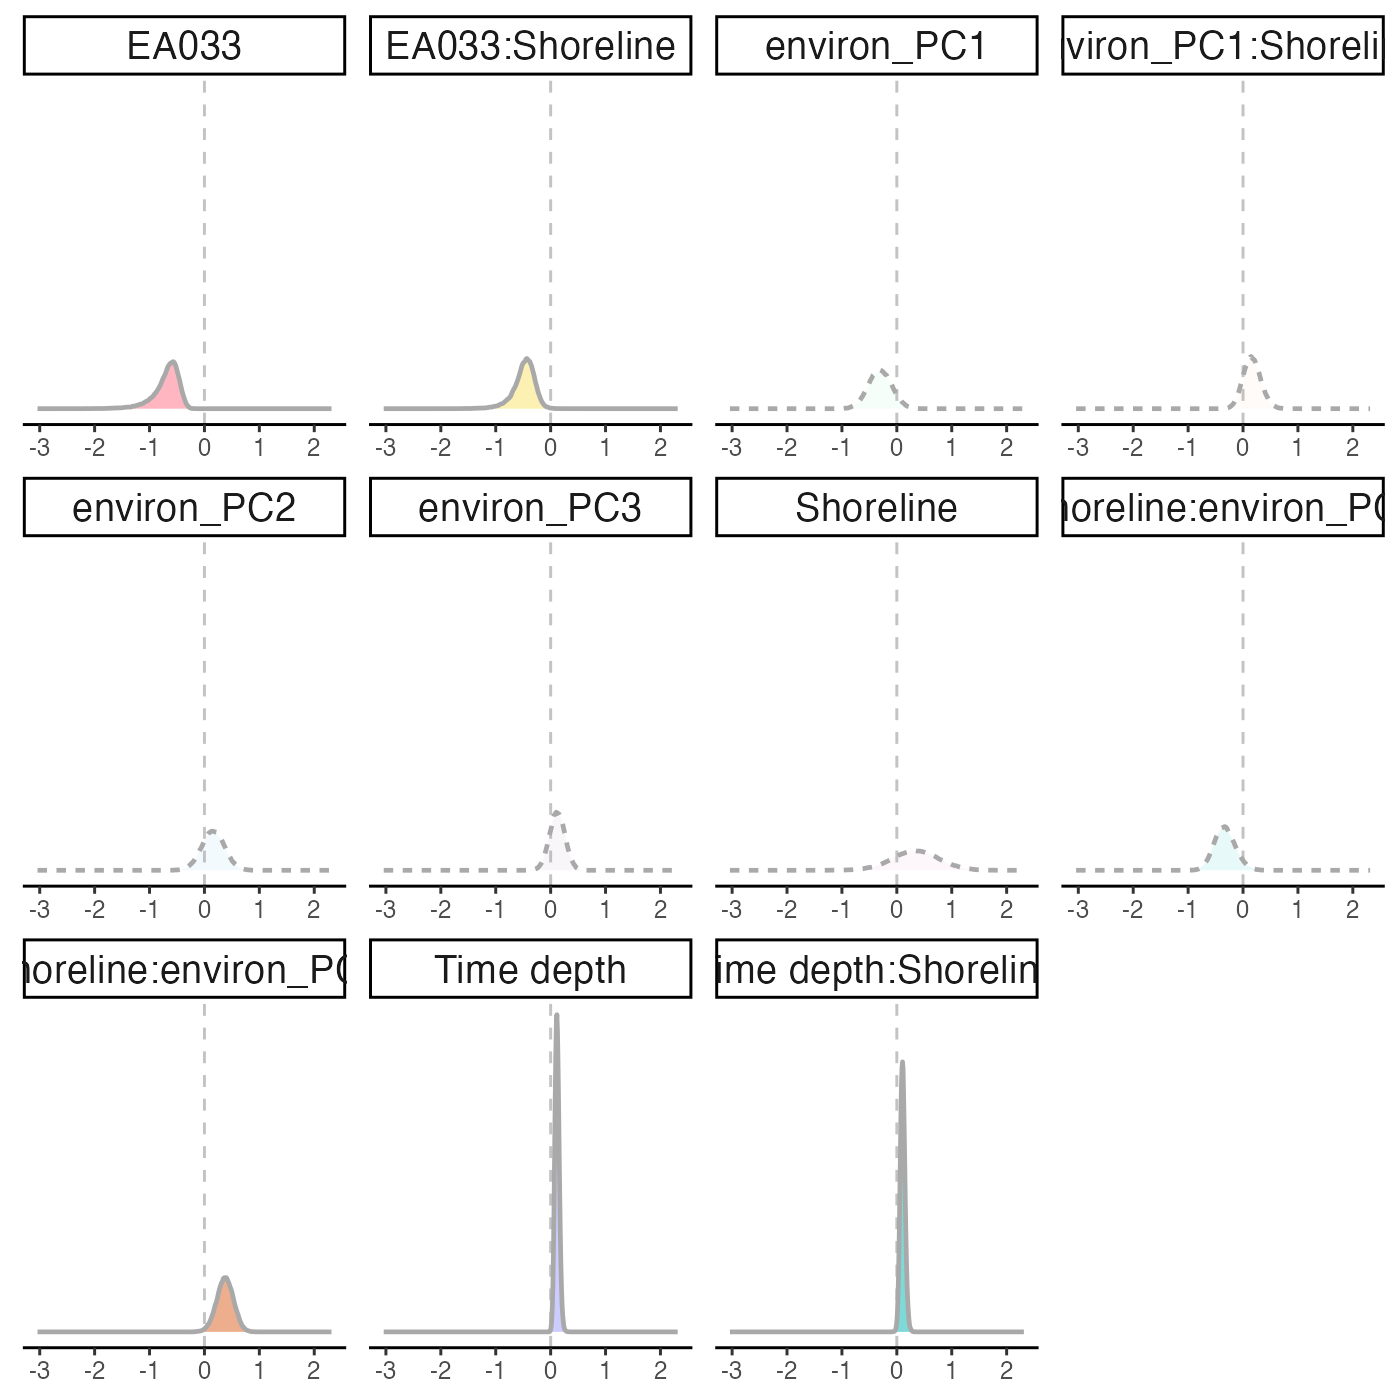 EA033
EA033:Shoreline
environ_PC1
viron_PC1:Shoreli
-3 -2 -1 0 1 2
-3 -2 -1 0 1 2
-3 -2 -1 0 1 2
-3 -2 -1 0 1 2
environ_PC2
environ_PC3
Shoreline
horeline:environ_PC
-3 -2 -1 0 1 2
-3 -2 -1 0 1 2
-3 -2 -1 0 1 2
-3 -2 -1 0 1 2
horeline:environ_PC
Time depth
ime depth:Shorelin
-3 -2 -1 0 1 2
-3 -2 -1 0 1 2
-3 -2 -1 0 1 2